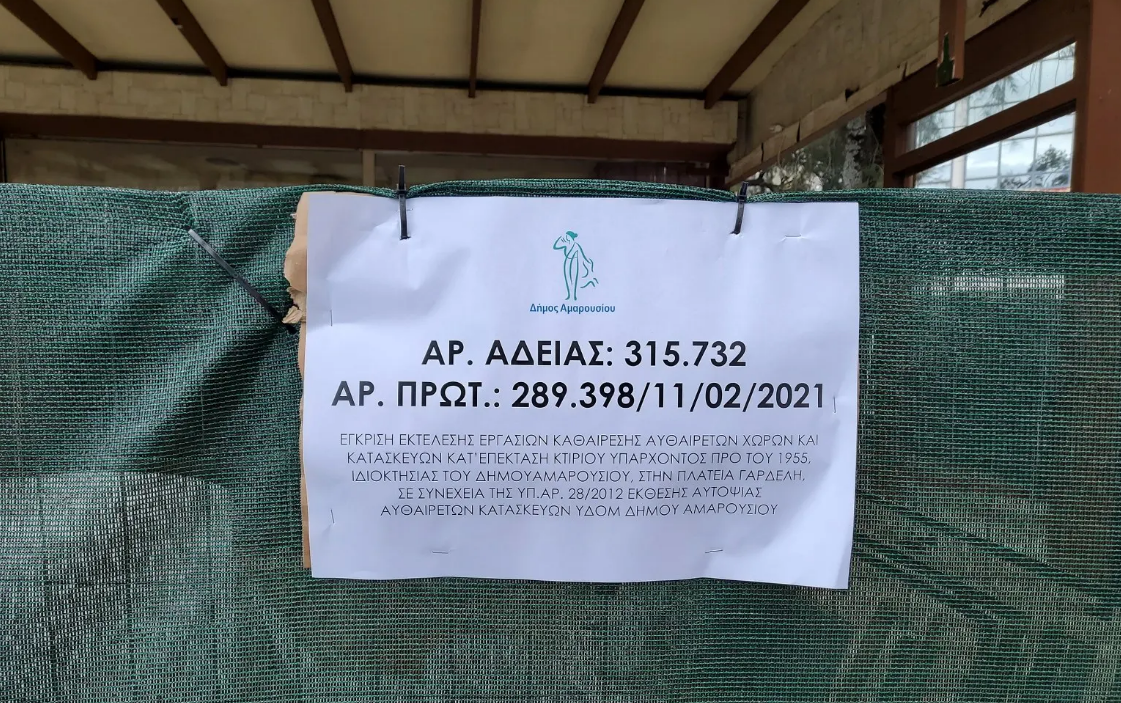 Δήμος Αμαρουσίου
ΑΡ. ΑΔΕΙΑΣ: 315.732
ΑΡ. ΠΡΩΤ.: 289.398/11/02/2021
ΕΓΚΡΙΣΗ ΕΚΤΕΛΕΣΗΣ ΕΡΓΑΣΙΩΝ ΚΑΘΑΙΡΕΣΗΣ ΑΥΘΑΙΡΕΤΩΝ ΧΩΡΩΝ ΚΑΙ
ΚΑΤΑΣΚΕΥΩΝ ΚΑΤ'ΕΠΕΚΤΑΣΗ ΚΤΙΡΙΟΥ ΥΠΑΡΧΟΝΤΟΣ ΠΡΟ ΤΟΥ 1955,
ΙΔΙΟΚΤΗΣΙΑΣ ΤΟΥ ΔΗΜΟΥΑΜΑΡΟΥΣΙΟΥ, ΣΤΗΝ ΠΛΑΤΕΙΑ ΓΑΡΔΕΛΗ,
ΣΕ ΣΥΝΕΧΕΙΑ ΤΗΣ ΥΠ.ΑΡ. 28/2012 ΕΚΘΕΣΗΣ ΑΥΤΟΨΙΑΣ
ΑΥΘΑΙΡΕΤΩΝ ΚΑΤΑΣΚΕΥΩΝ ΥΔΟΜ ΔΗΜΟΥ ΑΜΑΡΟΥΣΙΟΥ